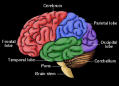 Cerebrum
Parietal lobe
Frontal lobe
Occipital lobe
Temporal lobe
Cerebellum
Pons
Brain stem